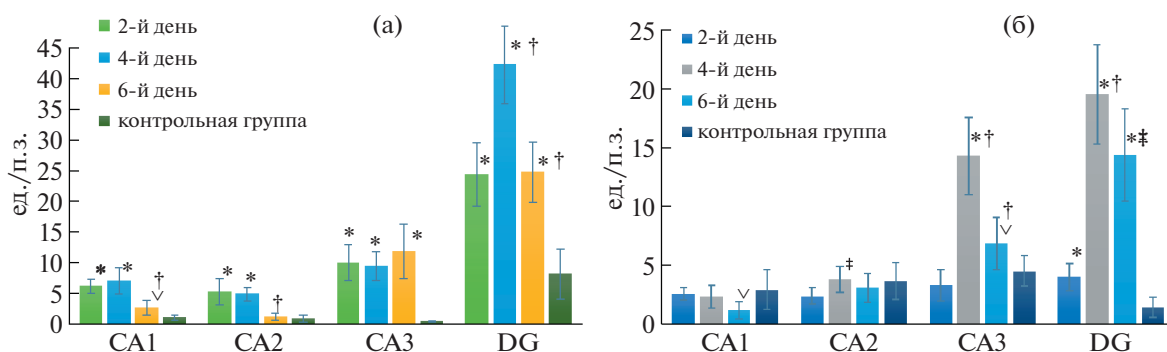 (а)
2-й день
4-й день
6-й день
контрольная группа
ед./п.з.
45
40
35
30
25
20
15
10
5
0
* * † ˅
* * †
* * *
* * † * †
CA1 CA2 CA3 DG
(б)
2-й день
4-й день
6-й день
контрольная группа
ед./п.з.
25
20
15
10
5
0
˅
‡
* † † ˅
* * † * ‡
CA1 CA2 CA3 DG